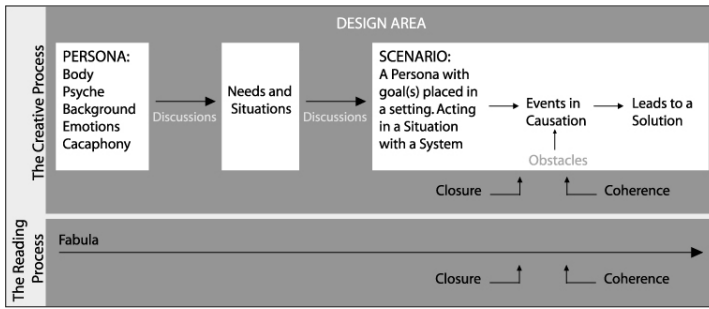 DESIGN AREA
The Creative Process
PERSONA:
Body
Psyche
Background
Emotions
Cacaphony
Discussions
Needs and
Situations
Discussions
SCENARIO:
A Persona with
goal(s) placed in
a setting. Acting
in a Situation
with a System
Events in
Causation
Leads to a
Solution
Obstacles
Closure
Coherence
The Reading
Process
Fabula
Closure
Coherence